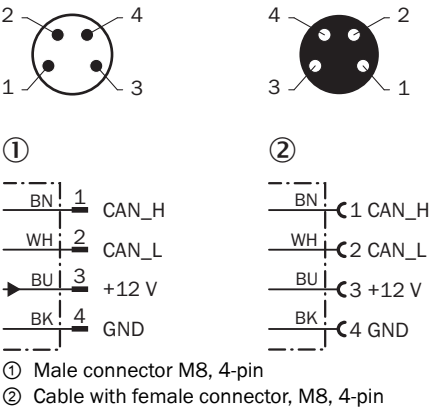 2 4 4 2
1 3 3 1
① ②
BN 1 CAN_H BN 1 CAN_H
WH 2 CAN_L WH 2 CAN_L
BU 3 +12 V BU 3 +12 V
BK 4 GND BK 4 GND
① Male connector M8, 4-pin
② Cable with female connector, M8, 4-pin